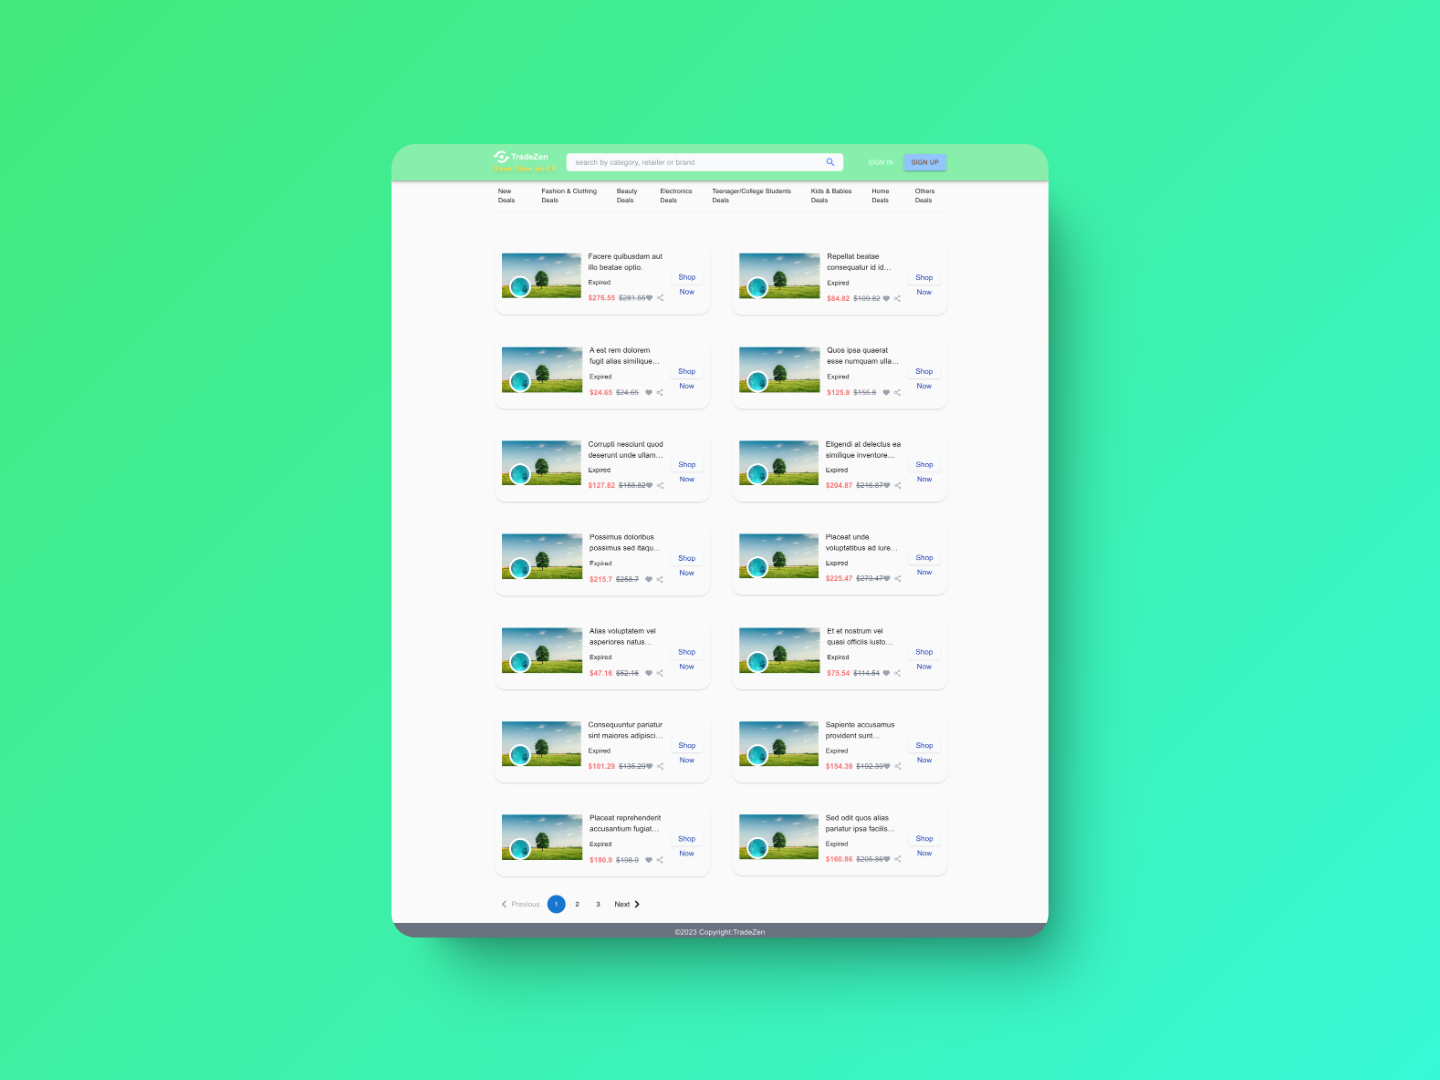 TradeZen
Save Time and $
search by category, retailer or brand
SIGN IN
SIGN UP
New Deals
Fashion & Clothing Deals
Beauty Deals
Electronics Deals
Teenager/College Students Deals
Kids & Babies Deals
Home Deals
Others Deals
Facere quibusdam aut
illo beatae optio.
Expired
$276.55 $281.55
Shop
Now
Repellat beatae
consequatur id id...
Expired
$84.82 $109.82
Shop
Now
A est rem dolorem
fugit alias similique...
Expired
$24.65 $24.65
Shop
Now
Quos ipsa quaerat
esse numquam ulla...
Expired
$125.8 $155.8
Shop
Now
Corrupti nesciunt quod
deserunt unde ullam...
Expired
$127.82 $158.82
Shop
Now
Eligendi at delectus ea
similique inventore...
Expired
$204.87 $216.87
Shop
Now
Possimus doloribus
possimus sed itaqu...
Expired
$215.7 $258.7
Shop
Now
Placeat unde
voluptatibus ad iure...
Expired
$225.47 $273.47
Shop
Now
Alias voluptatem vel
asperiores natus...
Expired
$47.16 $52.16
Shop
Now
Et et nostrum vel
quasi officiis iusto...
Expired
$75.54 $114.54
Shop
Now
Consequuntur pariatur
sint maiores adipisci...
Expired
$101.29 $135.29
Shop
Now
Sapiente accusamus
provident sunt...
Expired
$154.39 $192.39
Shop
Now
Placeat reprehenderit
accusantium fugiat...
Expired
$180.9 $198.9
Shop
Now
Sed odit quos alias
pariatur ipsa facilis...
Expired
$160.86 $205.86
Shop
Now
Previous 1 2 3 Next
©2023 Copyright:TradeZen